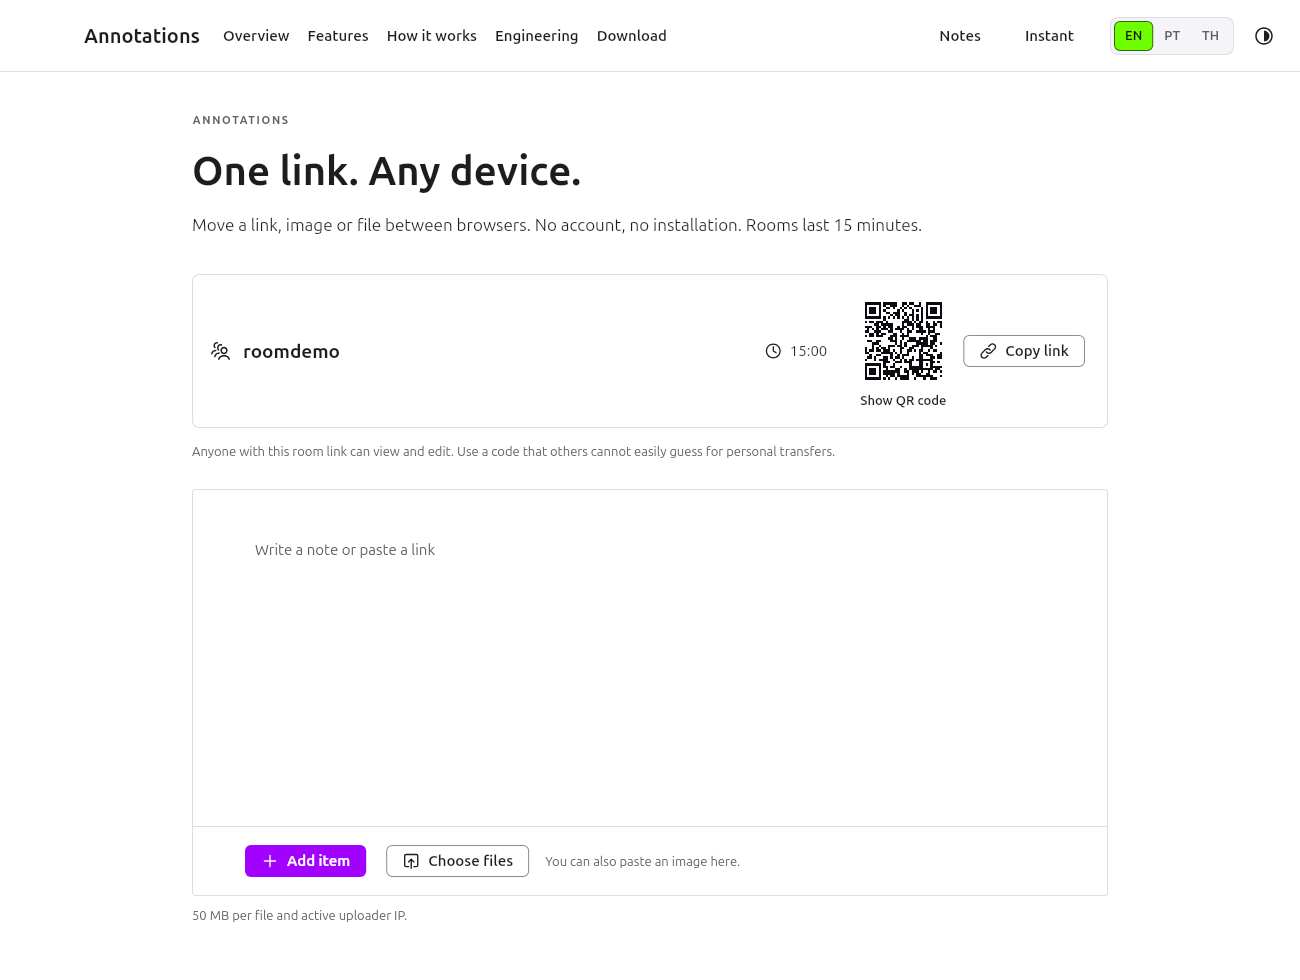 Annotations Overview Features How it works Engineering Download Notes Instant EN PT TH
ANNOTATIONS
One link. Any device.
Move a link, image or file between browsers. No account, no installation. Rooms last 15 minutes.
roomdemo 15:00 Copy link
Show QR code
Anyone with this room link can view and edit. Use a code that others cannot easily guess for personal transfers.
Write a note or paste a link
Add item Choose files You can also paste an image here.
50 MB per file and active uploader IP.